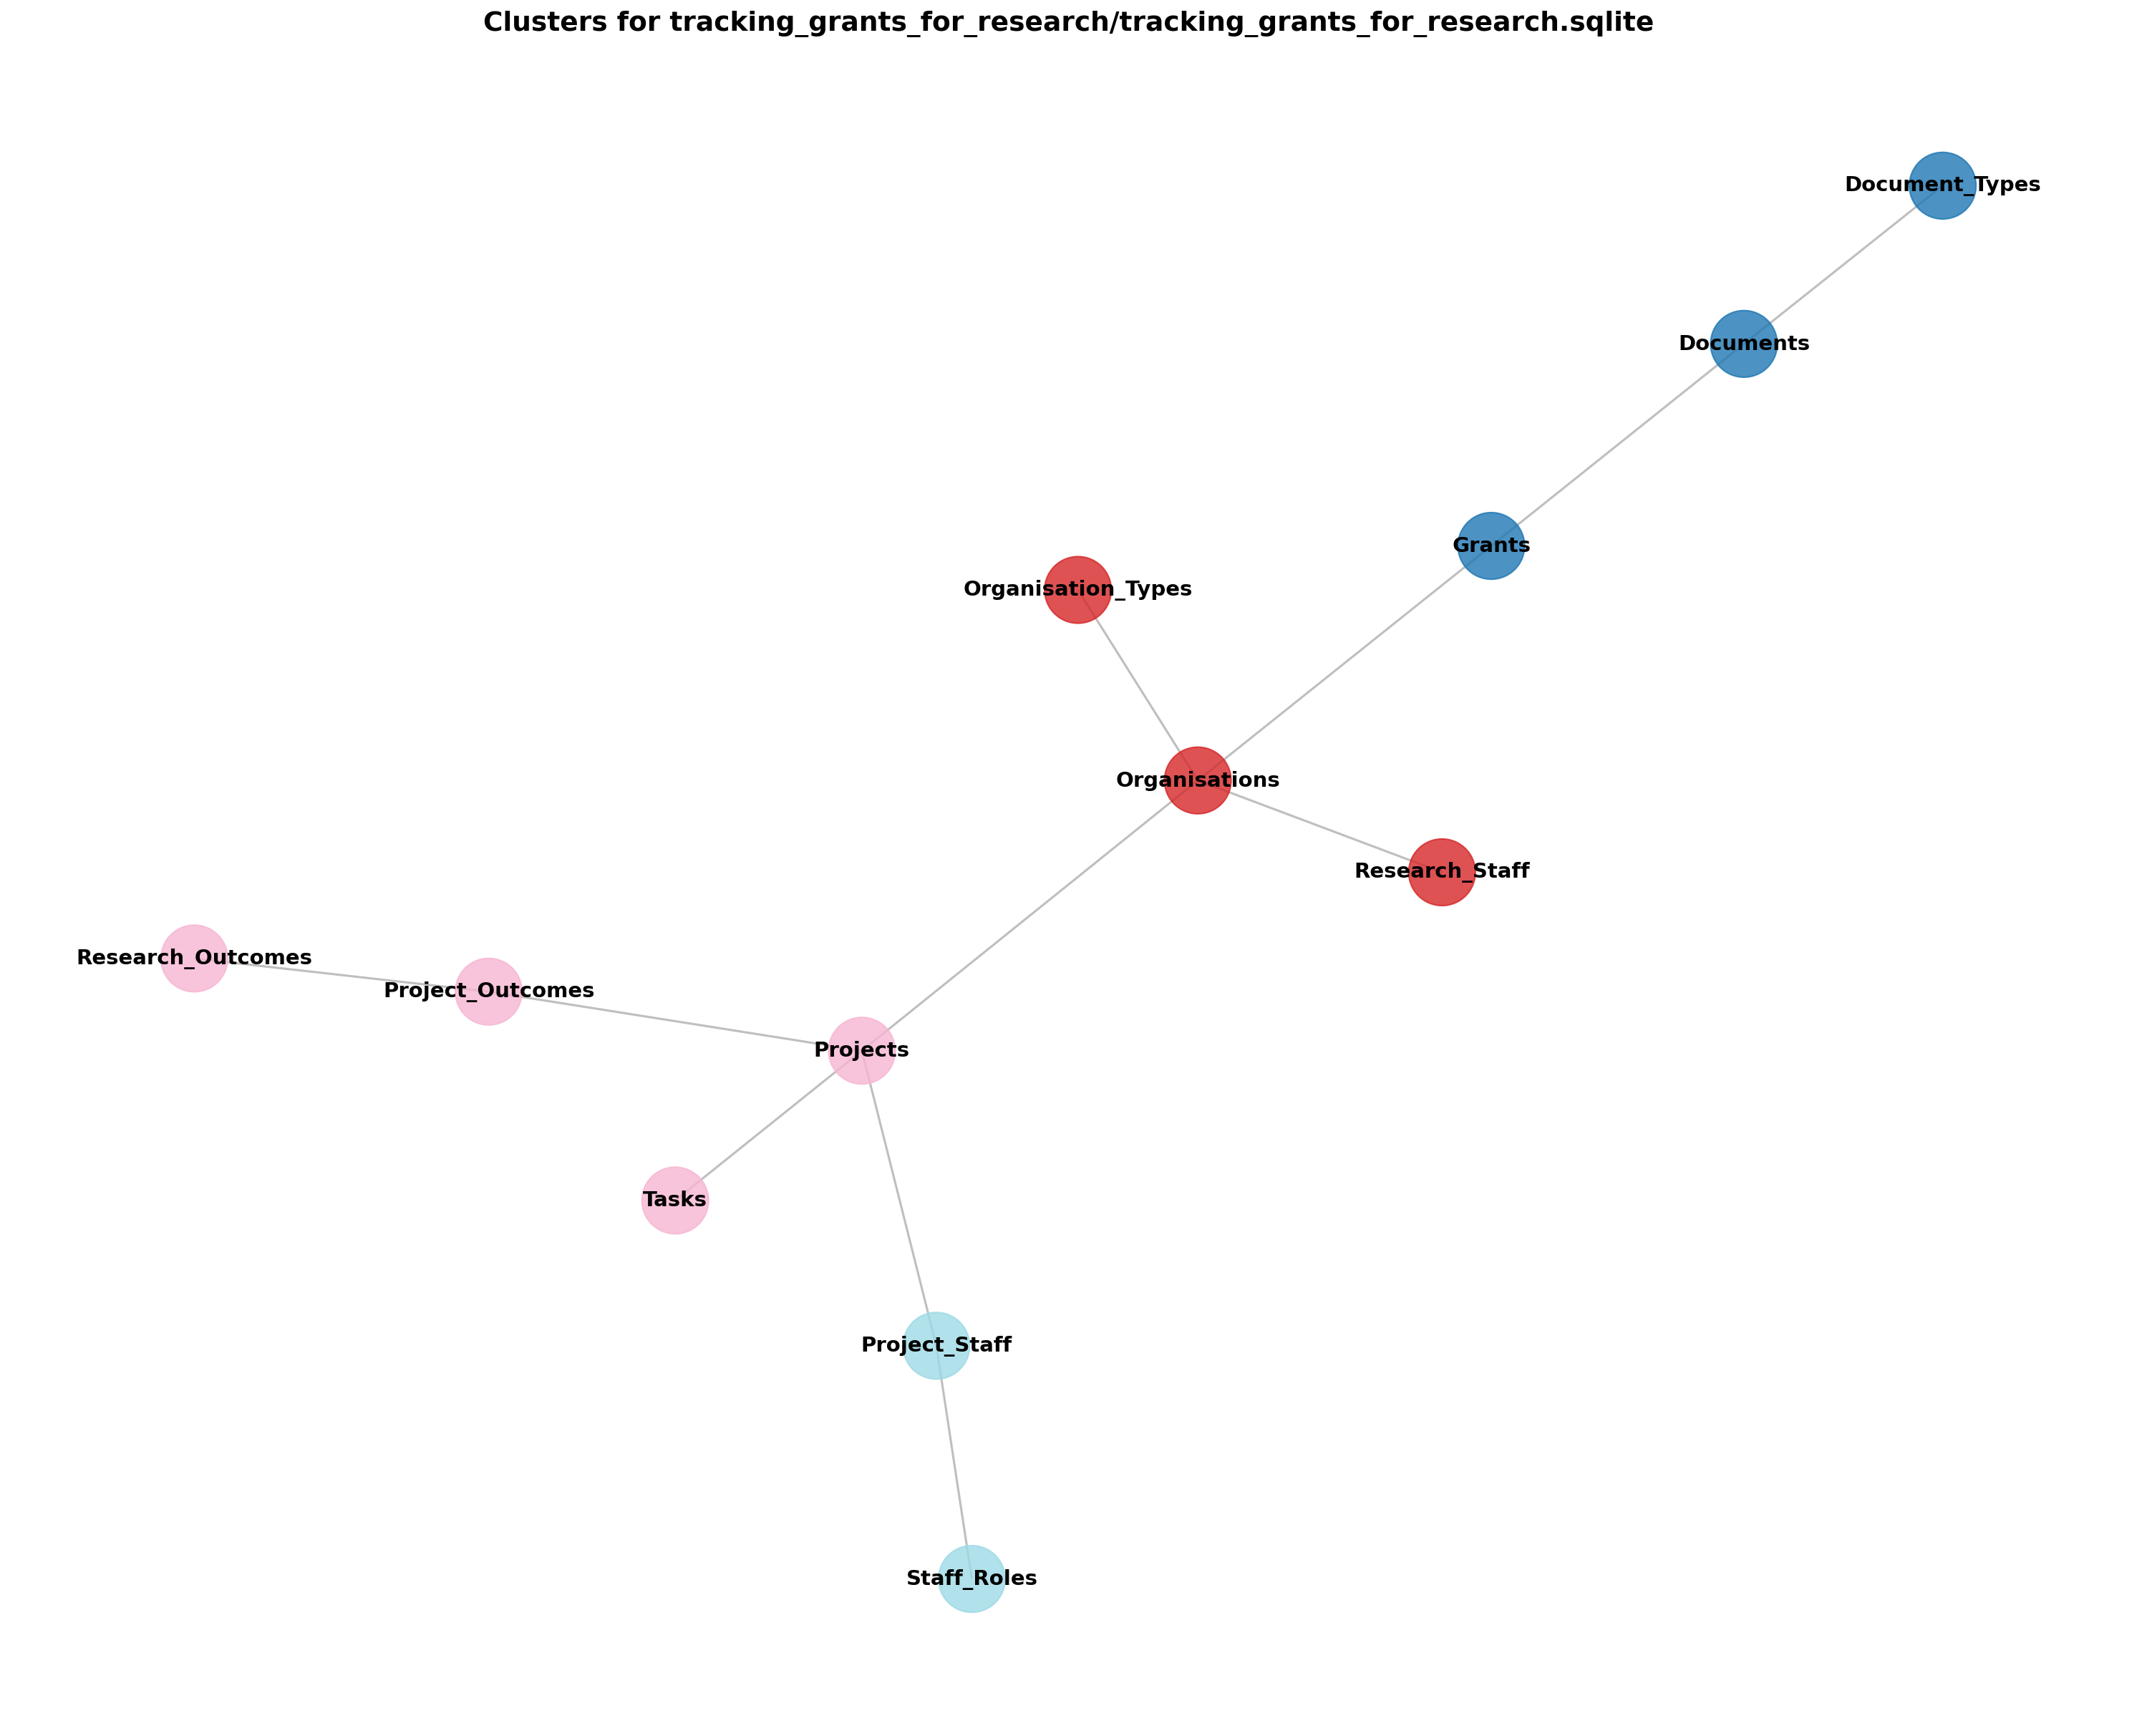 Clusters for tracking_grants_for_research/tracking_grants_for_research.sqlite
Document_Types
Documents
Grants
Organisation_Types
Organisations
Research_Staff
Research_Outcomes
Project_Outcomes
Projects
Tasks
Project_Staff
Staff_Roles